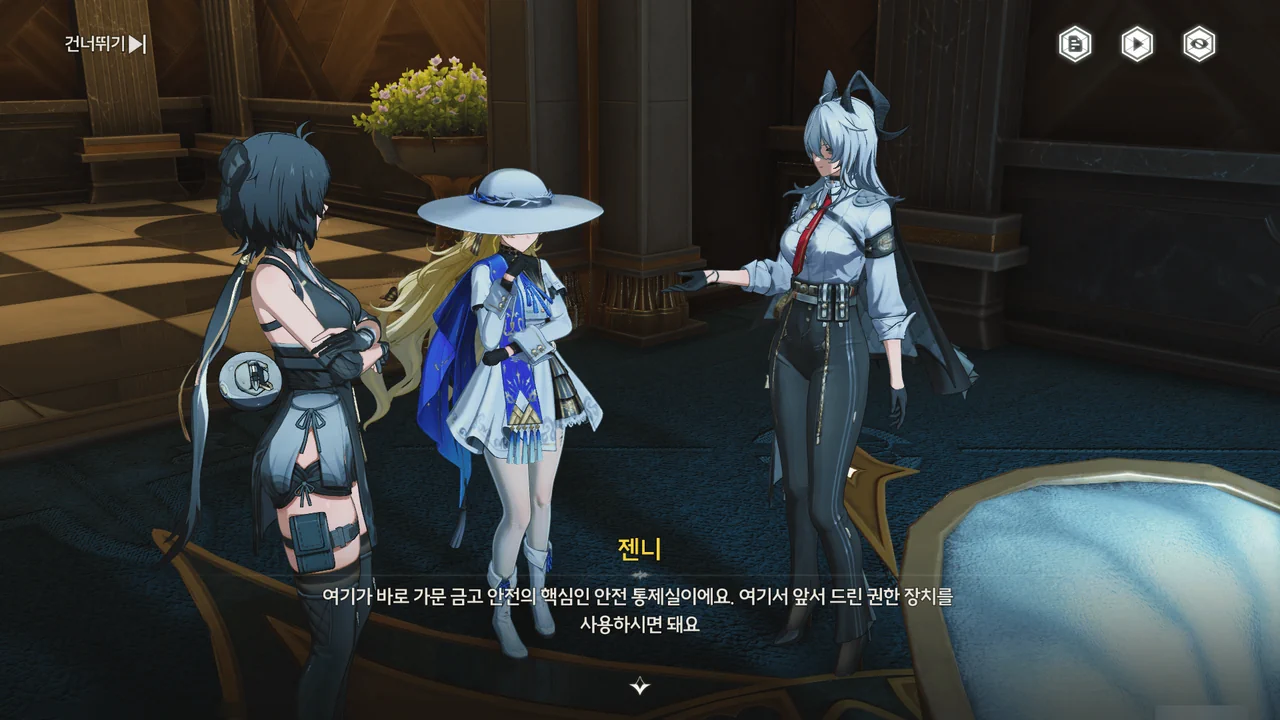 건너뛰기
젠니
여기가 바로 가문 금고 안전의 핵심인 안전 통제실이에요. 여기서 앞서 드린 권한 장치를
사용하시면 돼요